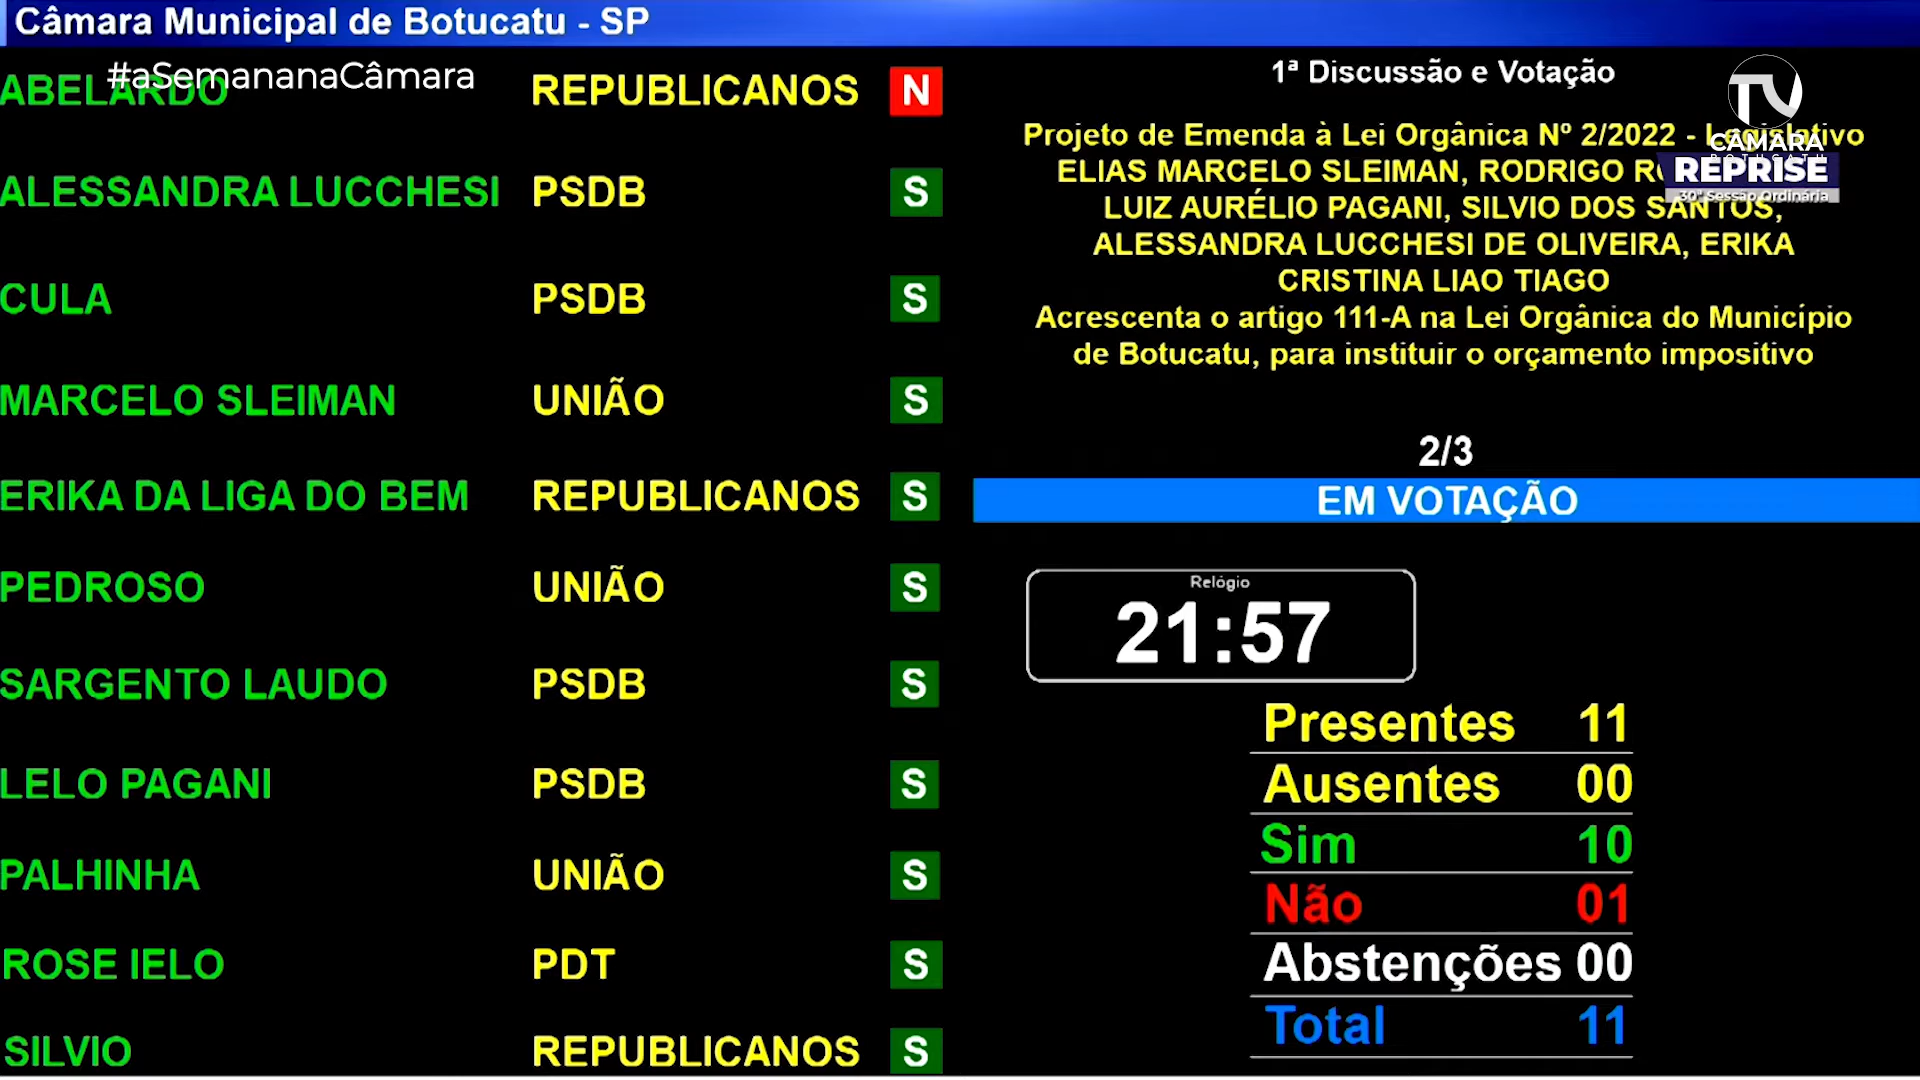 Câmara Municipal de Botucatu - SP
#aSemananaCâmara
ABELARDO REPUBLICANOS N
ALESSANDRA LUCCHESI PSDB S
CULA PSDB S
MARCELO SLEIMAN UNIÃO S
ERIKA DA LIGA DO BEM REPUBLICANOS S
PEDROSO UNIÃO S
SARGENTO LAUDO PSDB S
LELO PAGANI PSDB S
PALHINHA UNIÃO S
ROSE IELO PDT S
SILVIO REPUBLICANOS S
1ª Discussão e Votação
Projeto de Emenda à Lei Orgânica Nº 2/2022 - Legislativo
ELIAS MARCELO SLEIMAN, RODRIGO
LUIZ AURÉLIO PAGANI, SILVIO DOS SANTOS,
ALESSANDRA LUCCHESI DE OLIVEIRA, ERIKA
CRISTINA LIAO TIAGO
Acrescenta o artigo 111-A na Lei Orgânica do Município
de Botucatu, para instituir o orçamento impositivo
TV
CÂMARA
BOTUCATU
REPRISE
30ª Sessão Ordinária
2/3
EM VOTAÇÃO
Relógio
21:57
Presentes 11
Ausentes 00
Sim 10
Não 01
Abstenções 00
Total 11